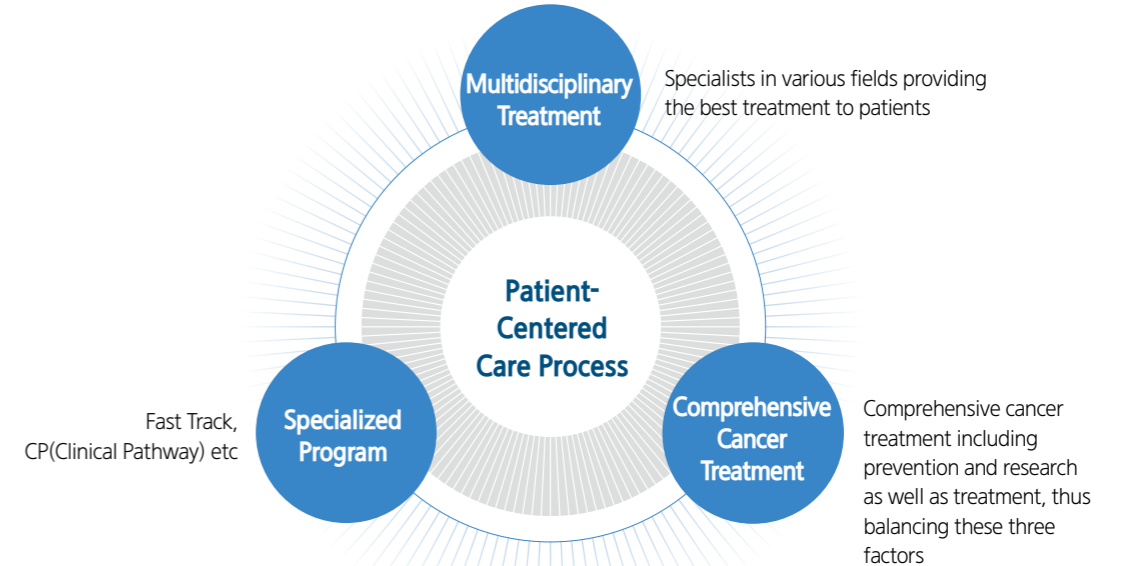 Multidisciplinary
Treatment
Specialists in various fields providing
the best treatment to patients
Patient-
Centered
Care Process
Fast Track,
CP(Clinical Pathway) etc
Specialized
Program
Comprehensive
Cancer
Treatment
Comprehensive cancer
treatment including
prevention and research
as well as treatment, thus
balancing these three
factors